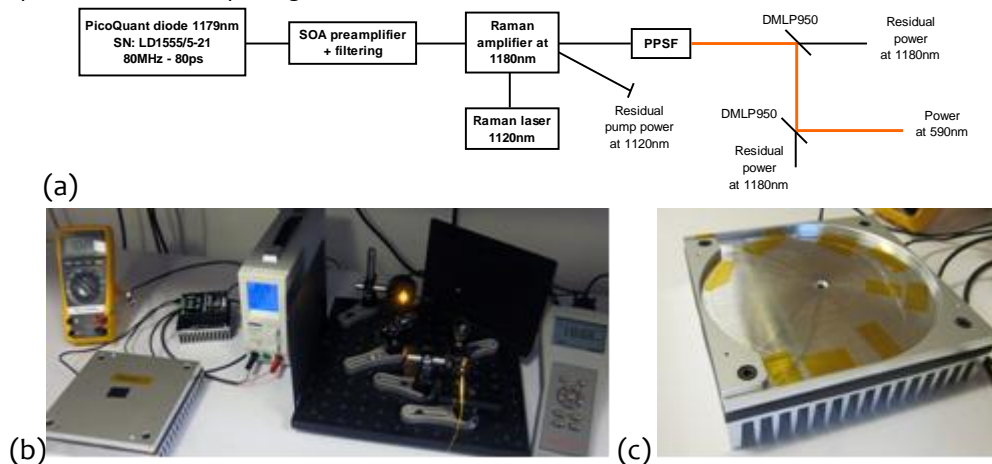 PicoQuant diode 1179nm
SN: LD1555/5-21
80MHz - 80ps
SOA preamplifier
+ filtering
Raman
amplifier at
1180nm
Raman laser
1120nm
Residual
pump power
at 1120nm
PPSF
DMLP950
Residual
power
at 1180nm
DMLP950
Power
at 590nm
Residual
power
at 1180nm
(a)
(b)
(c)